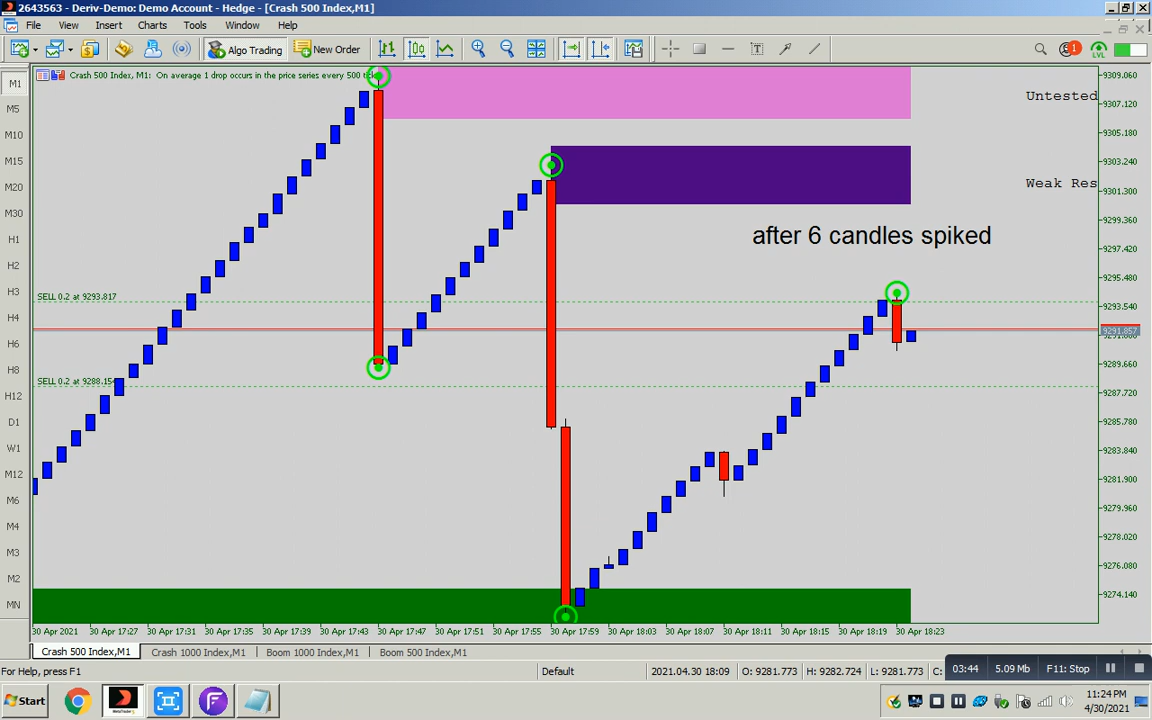 2643563 - Deriv-Demo: Demo Account - Hedge - [Crash 500 Index,M1]
File View Insert Charts Tools Window Help
Algo Trading New Order
1
LVL
M1
M5
M10
M15
M20
M30
H1
H2
H3
H4
H6
H8
H12
D1
W1
M12
M6
M4
M3
M2
MN
Crash 500 Index, M1: On average 1 drop occurs in the price series every 500
Untested
Weak Res
after 6 candles spiked
SELL 0.2 at 9293.817
SELL 0.2 at 9288.154
9309.060
9307.120
9305.180
9303.240
9301.300
9299.360
9297.420
9295.480
9293.540
9291.857
9289.660
9287.720
9285.780
9283.840
9281.900
9279.960
9278.020
9276.080
9274.140
30 Apr 2021 30 Apr 17:27 30 Apr 17:31 30 Apr 17:35 30 Apr 17:39 30 Apr 17:43 30 Apr 17:47 30 Apr 17:51 30 Apr 17:55 30 Apr 17:59 30 Apr 18:03 30 Apr 18:07 30 Apr 18:11 30 Apr 18:15 30 Apr 18:19 30 Apr 18:23
Crash 500 Index,M1 Crash 1000 Index,M1 Boom 1000 Index,M1 Boom 500 Index,M1
For Help, press F1 Default 2021.04.30 18:09 O: 9281.773 H: 9282.724 L: 9281.773 C: 03:44 5.09 Mb F11: Stop
Start
11:24 PM
4/30/2021